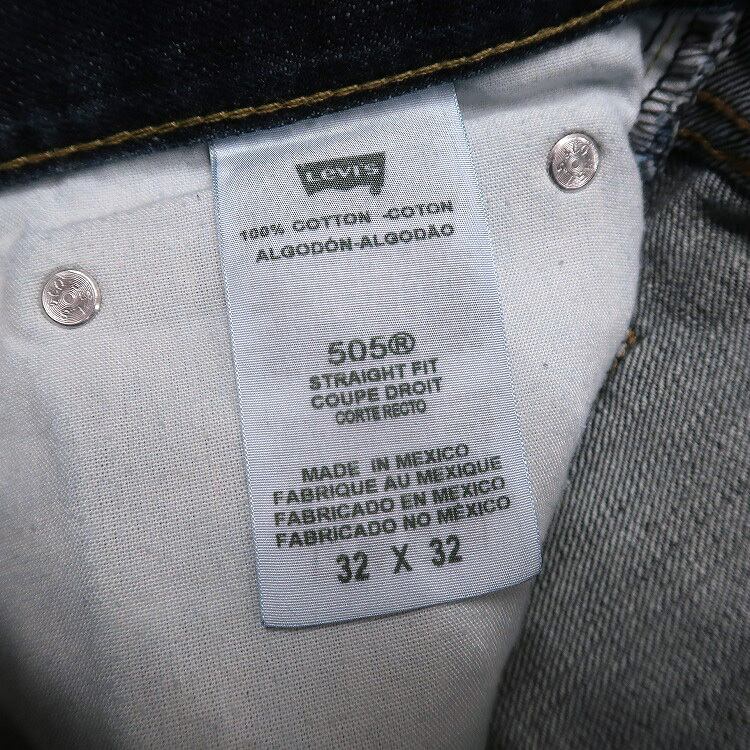 Levi's
100% COTTON -COTON
ALGODÓN-ALGODÃO
505®
STRAIGHT FIT
COUPE DROIT
CORTE RECTO
MADE IN MEXICO
FABRIQUE AU MEXIQUE
FABRICADO EN MEXICO
FABRICADO NO MÉXICO
32 X 32